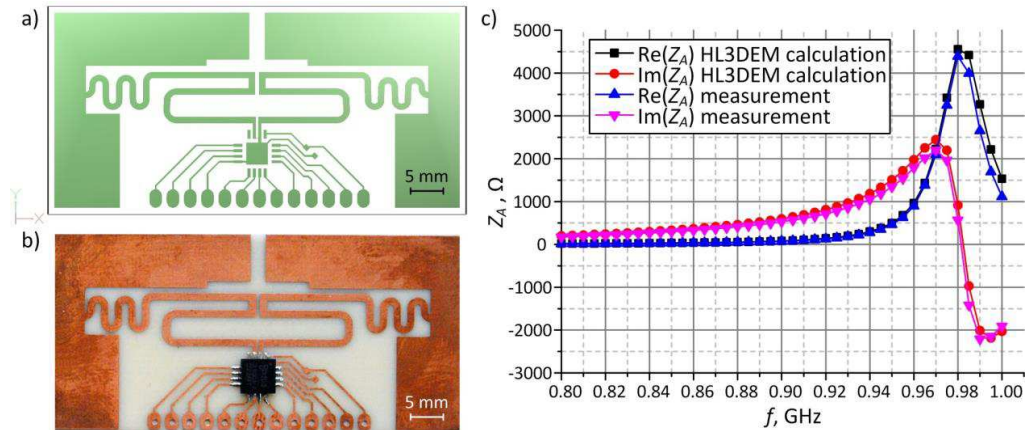 a)
5 mm
Y
X
b)
5 mm
c)
Re(Z_A) HL3DEM calculation
Im(Z_A) HL3DEM calculation
Re(Z_A) measurement
Im(Z_A) measurement
Z_A, Ω
5000
4500
4000
3500
3000
2500
2000
1500
1000
500
0
-500
-1000
-1500
-2000
-2500
-3000
0.80 0.82 0.84 0.86 0.88 0.90 0.92 0.94 0.96 0.98 1.00
f, GHz